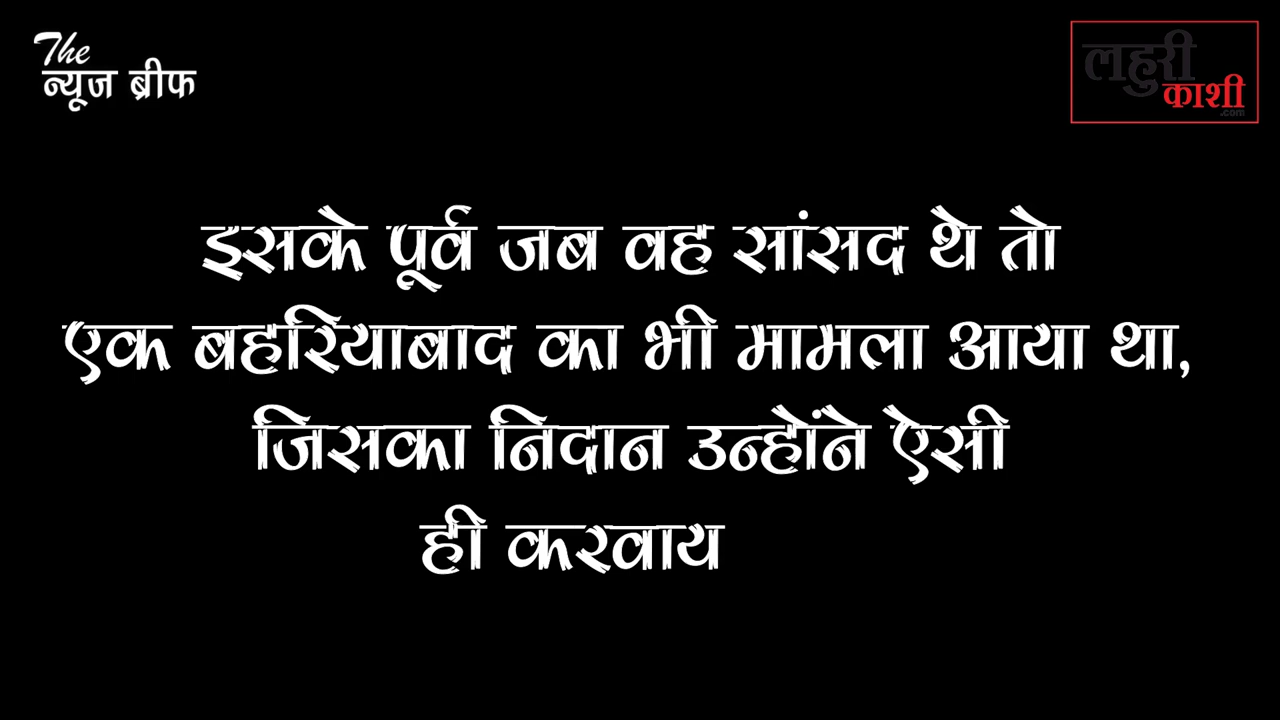 The
न्यूज ब्रीफ
लहुरी
काशी
.com
इसके पूर्व जब वह सांसद थे तो
एक बहरियाबाद का भी मामला आया था,
जिसका निदान उन्होंने ऐसी
ही करवाय